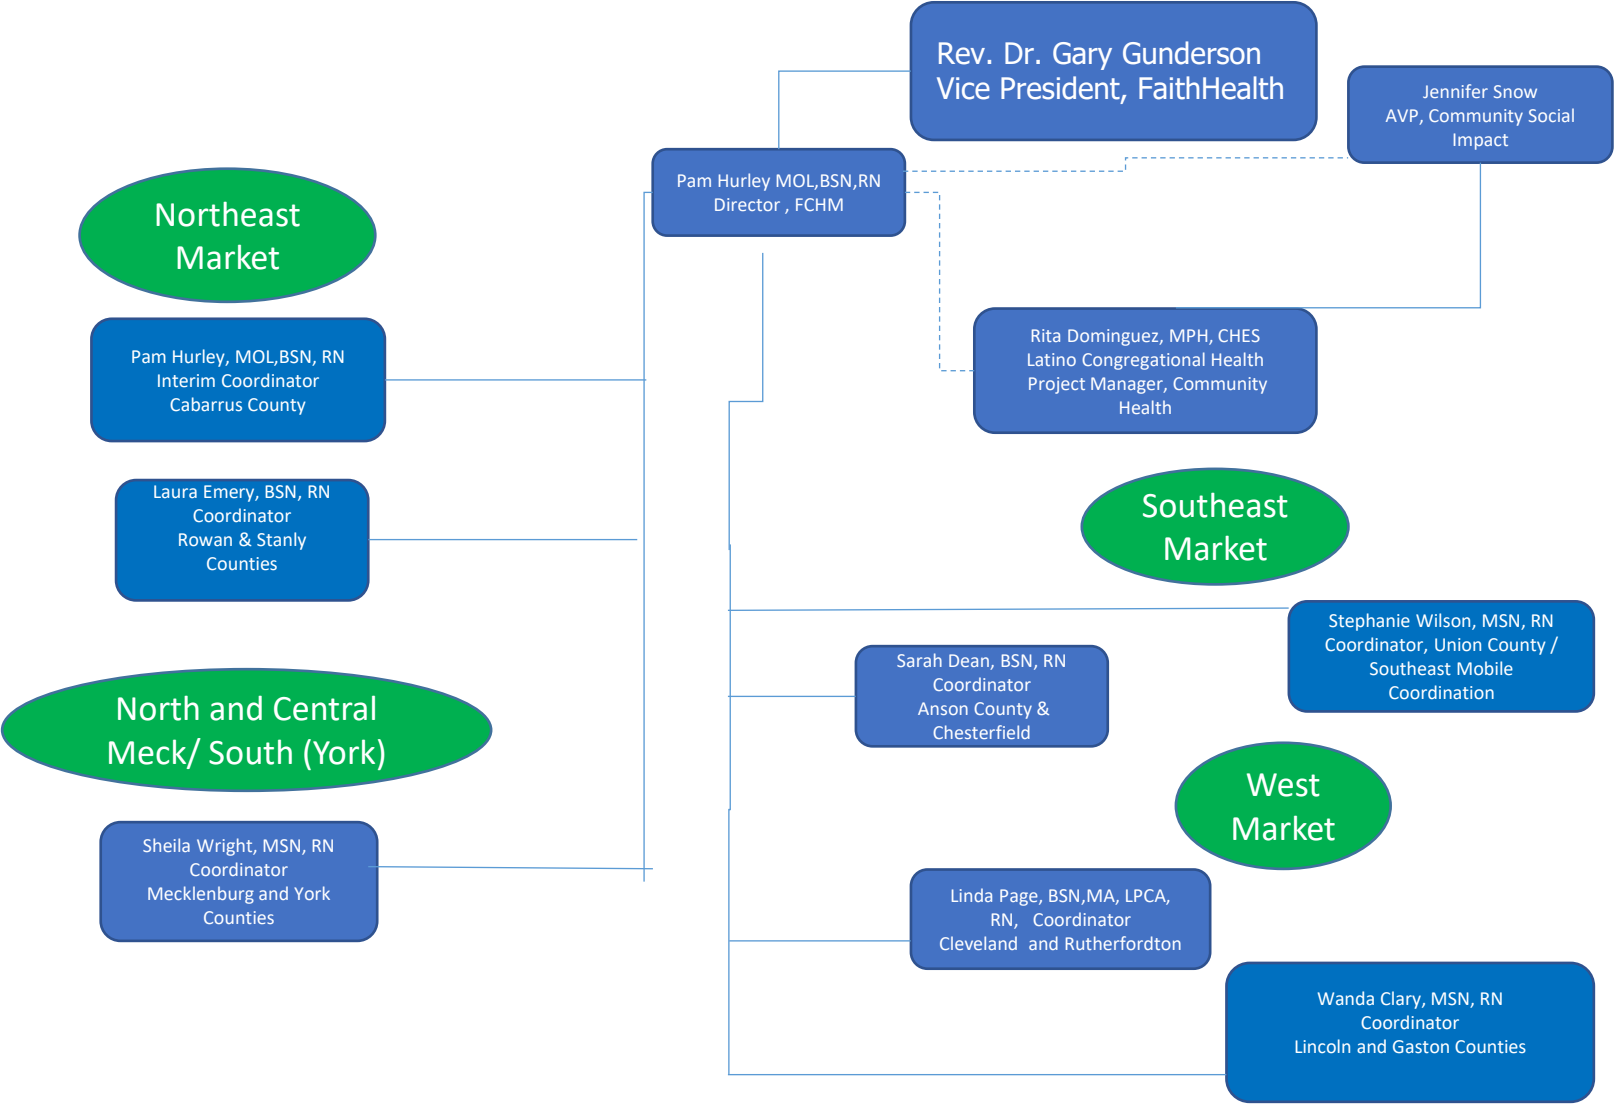 Rev. Dr. Gary Gunderson
Vice President, FaithHealth
Jennifer Snow
AVP, Community Social
Impact
Pam Hurley MOL,BSN,RN
Director , FCHM
Northeast
Market
Pam Hurley, MOL,BSN, RN
Interim Coordinator
Cabarrus County
Rita Dominguez, MPH, CHES
Latino Congregational Health
Project Manager, Community
Health
Laura Emery, BSN, RN
Coordinator
Rowan & Stanly
Counties
Southeast
Market
Stephanie Wilson, MSN, RN
Coordinator, Union County /
Southeast Mobile
Coordination
Sarah Dean, BSN, RN
Coordinator
Anson County &
Chesterfield
North and Central
Meck/ South (York)
West
Market
Sheila Wright, MSN, RN
Coordinator
Mecklenburg and York
Counties
Linda Page, BSN,MA, LPCA,
RN,   Coordinator
Cleveland  and Rutherfordton
Wanda Clary, MSN, RN
Coordinator
Lincoln and Gaston Counties